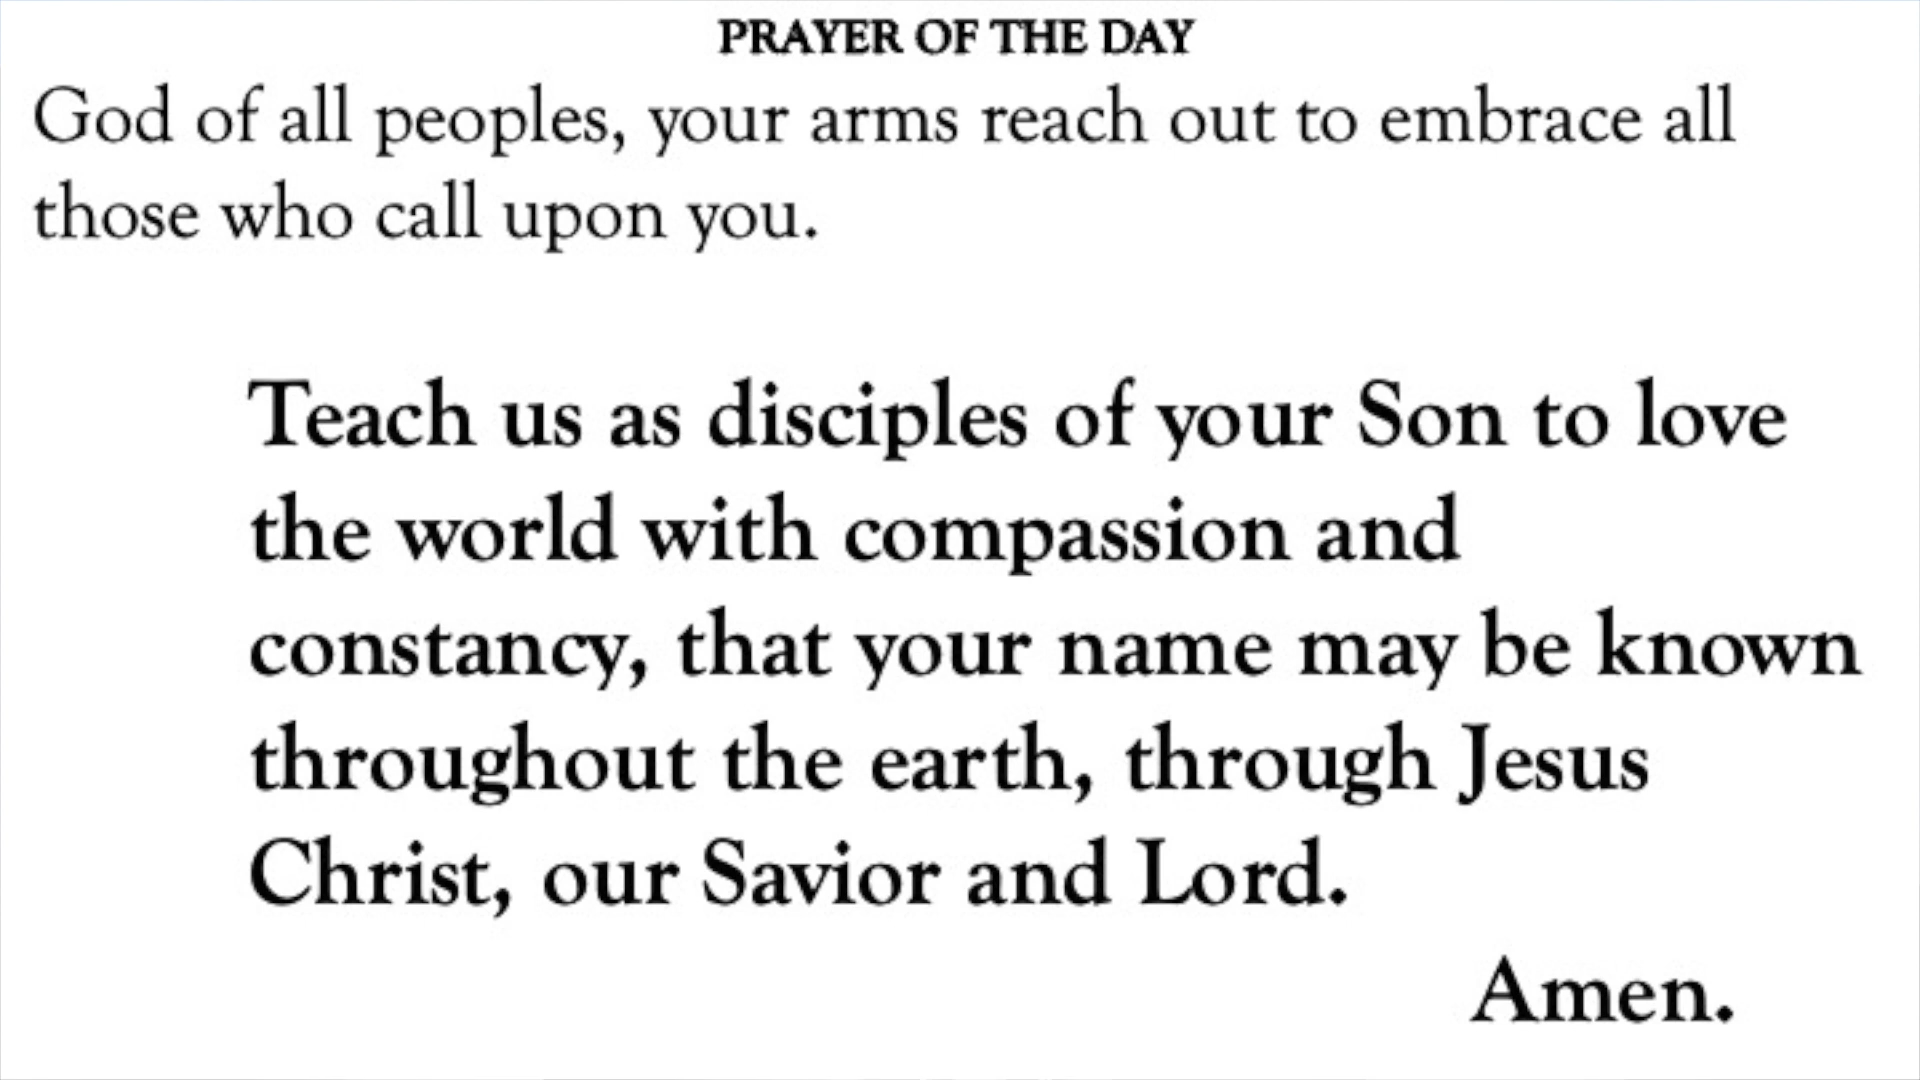 PRAYER OF THE DAY
God of all peoples, your arms reach out to embrace all
those who call upon you.
Teach us as disciples of your Son to love
the world with compassion and
constancy, that your name may be known
throughout the earth, through Jesus
Christ, our Savior and Lord.
Amen.